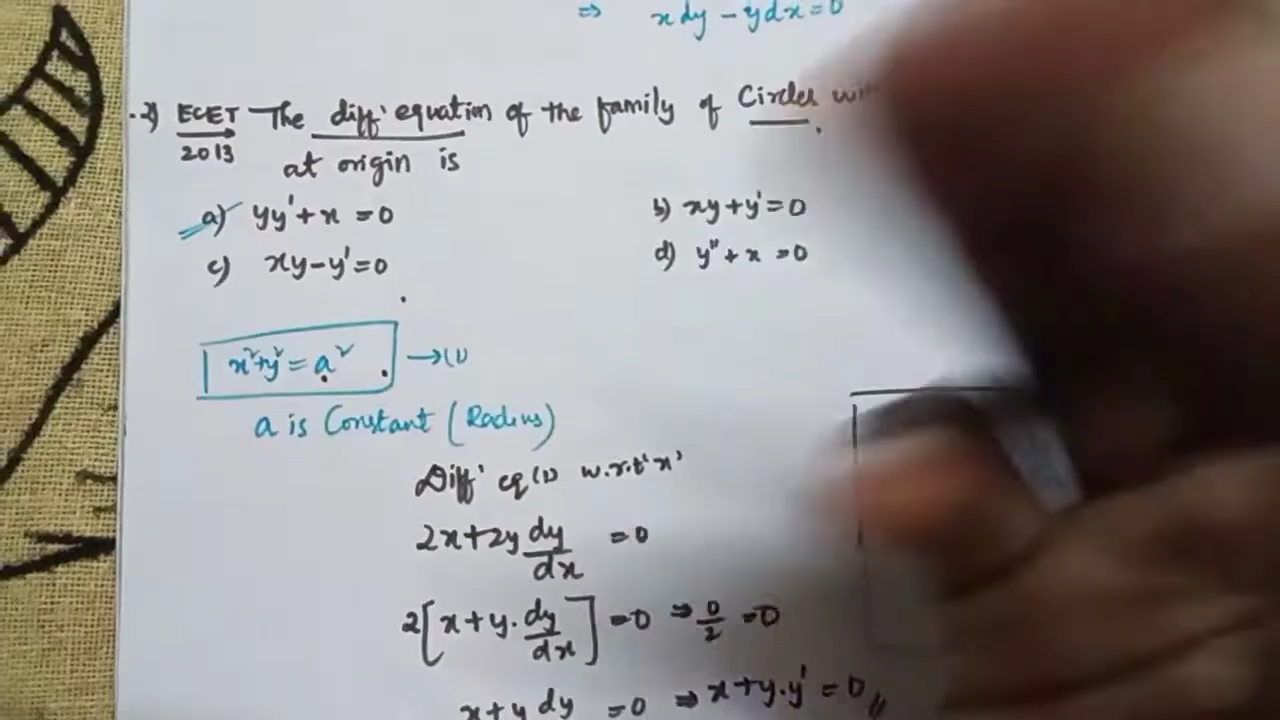 ⇒ x dy - y dx = 0
2) ECET 2013 The diff' equation of the family of Circles
at origin is
a) yy' + x = 0 b) xy + y' = 0
c) xy - y' = 0 d) y'' + x = 0
x² + y² = a² → (1)
a is Constant (Radius)
Diff' eq (1) w.r.t 'x'
2x + 2y dy/dx = 0
2[x + y. dy/dx] = 0 ⇒ 0/2 = 0
x + y dy = 0 ⇒ x + y.y' = 0 //